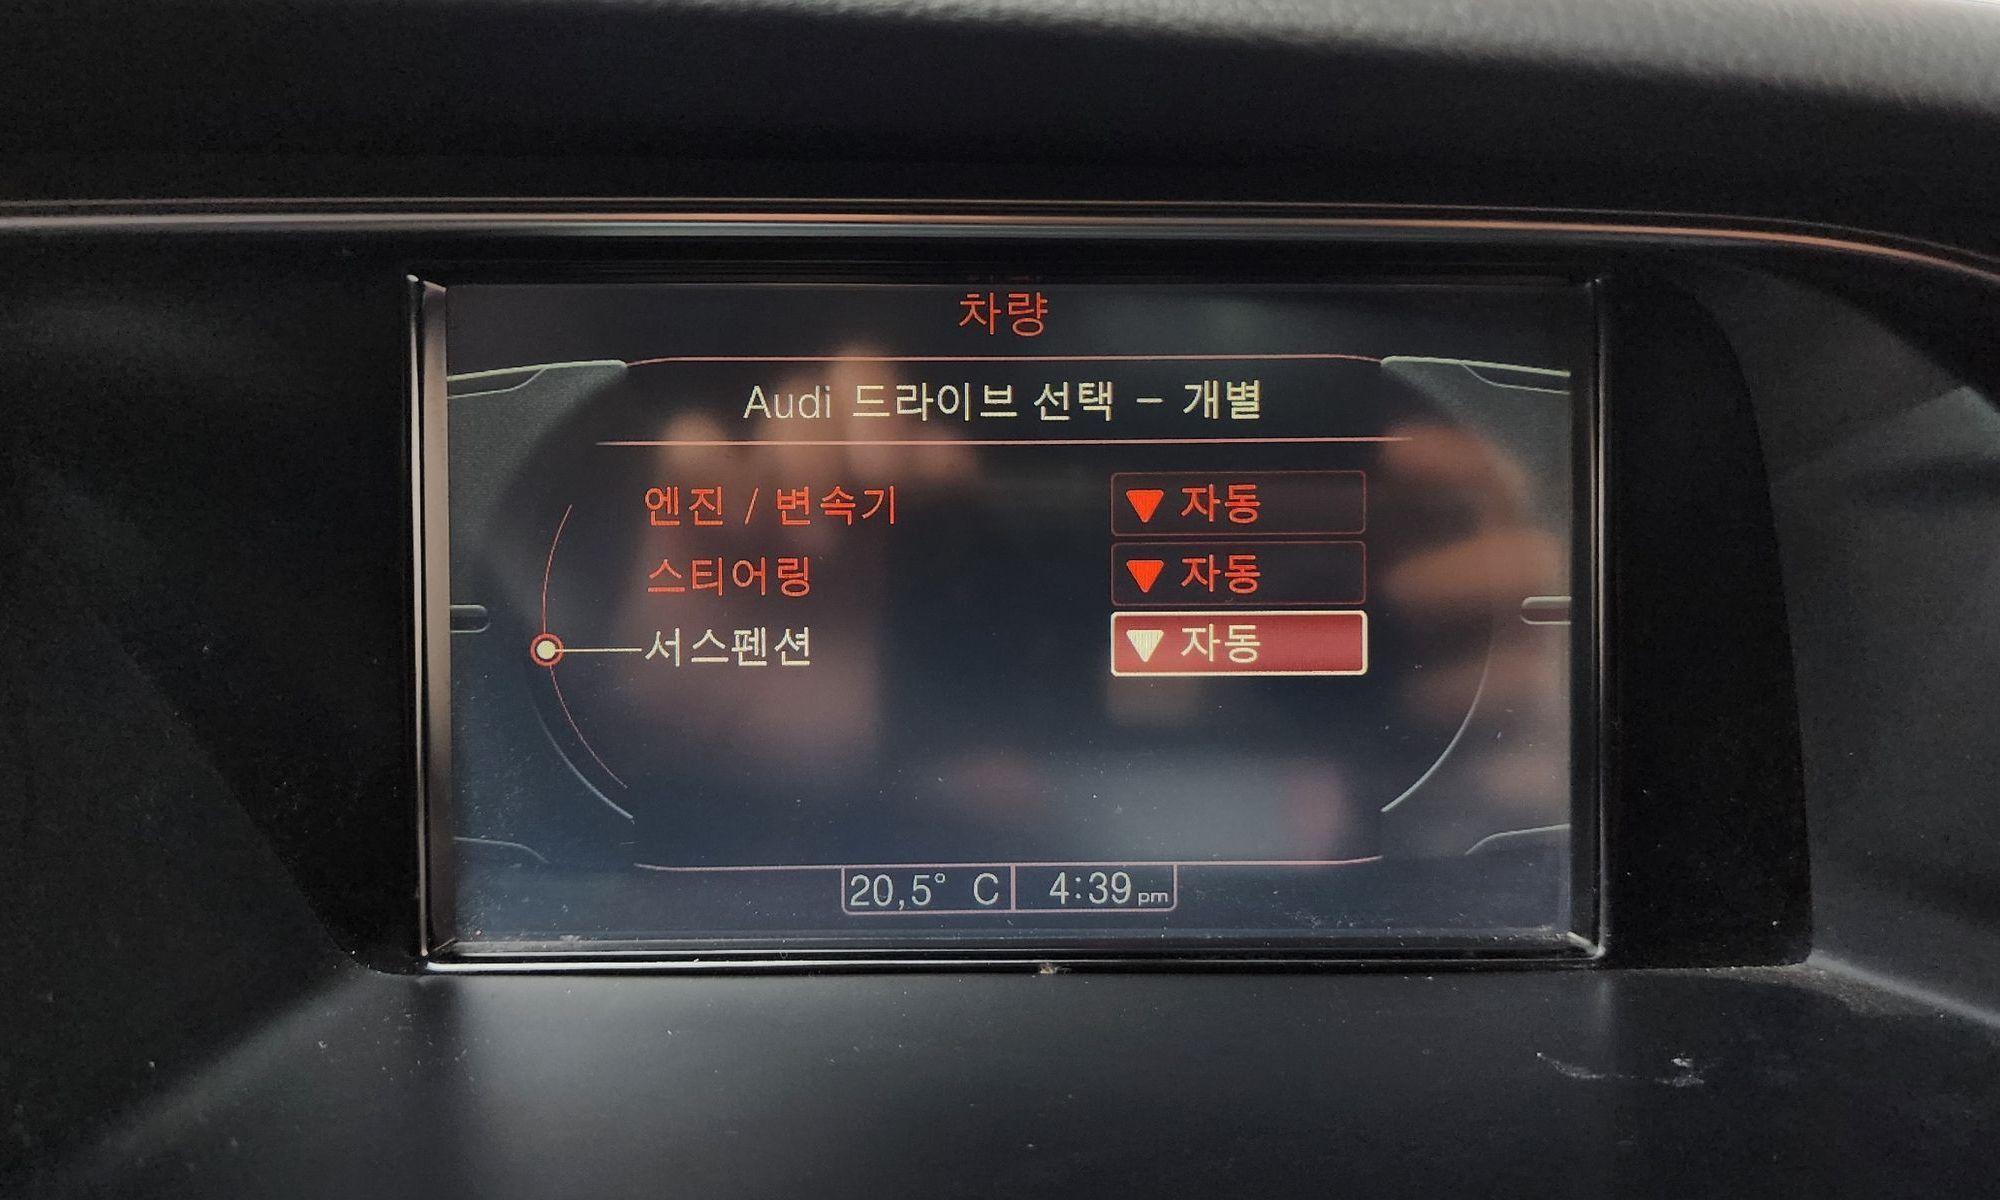 차량
Audi 드라이브 선택 – 개별
엔진 / 변속기 ▼ 자동
스티어링 ▼ 자동
서스펜션 ▼ 자동
20,5° C 4:39 pm